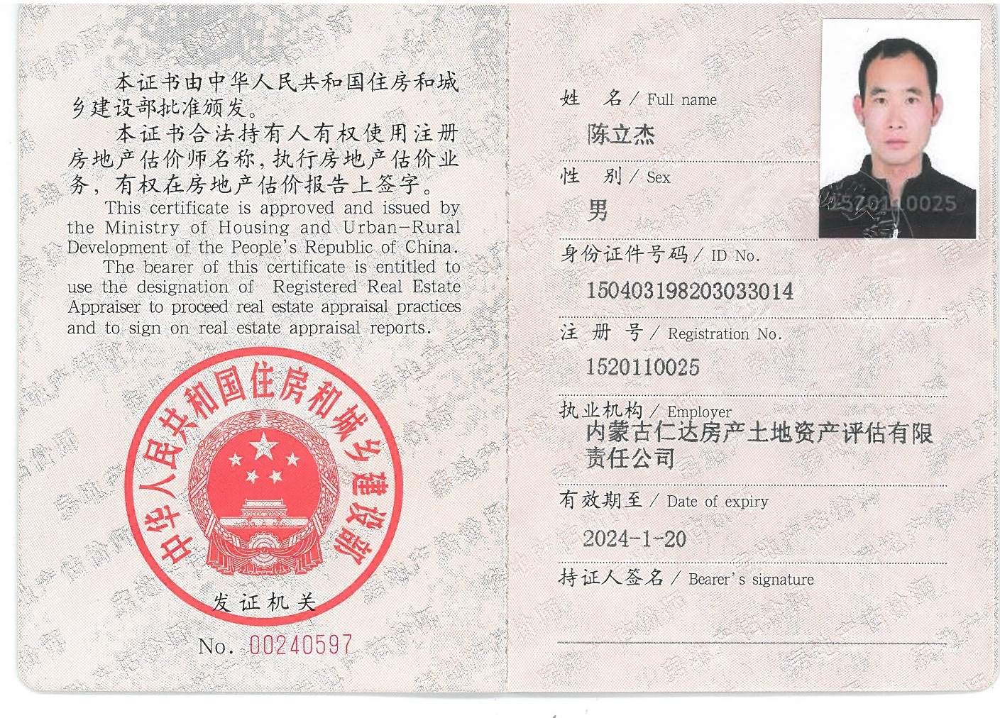 本证书由中华人民共和国住房和城
乡建设部批准颁发。
本证书合法持有人有权使用注册
房地产估价师名称，执行房地产估价业
务，有权在房地产估价报告上签字。
This certificate is approved and issued by
the Ministry of Housing and Urban-Rural
Development of the People's Republic of China.
The bearer of this certificate is entitled to
use the designation of Registered Real Estate
Appraiser to proceed real estate appraisal practices
and to sign on real estate appraisal reports.
中华人民共和国住房和城乡建设部
发证机关
No. 00240597
姓 名 / Full name
陈立杰
性 别 / Sex
男
身份证件号码 / ID No.
150403198203033014
注 册 号 / Registration No.
1520110025
执业机构 / Employer
内蒙古仁达房产土地资产评估有限
责任公司
有效期至 / Date of expiry
2024-1-20
持证人签名 / Bearer's signature